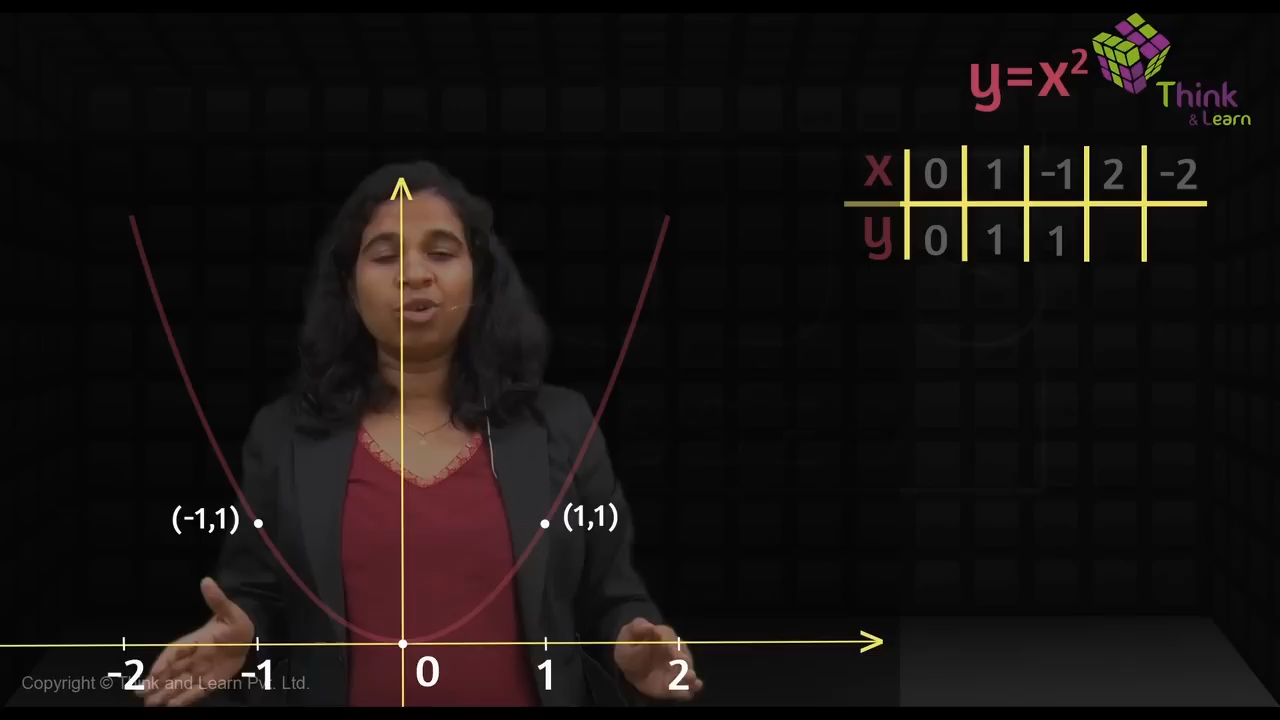 y=x²
Think
& Learn
x 0 1 -1 2 -2
y 0 1 1
(-1,1) (1,1)
-2 -1 0 1 2
Copyright © Think and Learn Pvt. Ltd.